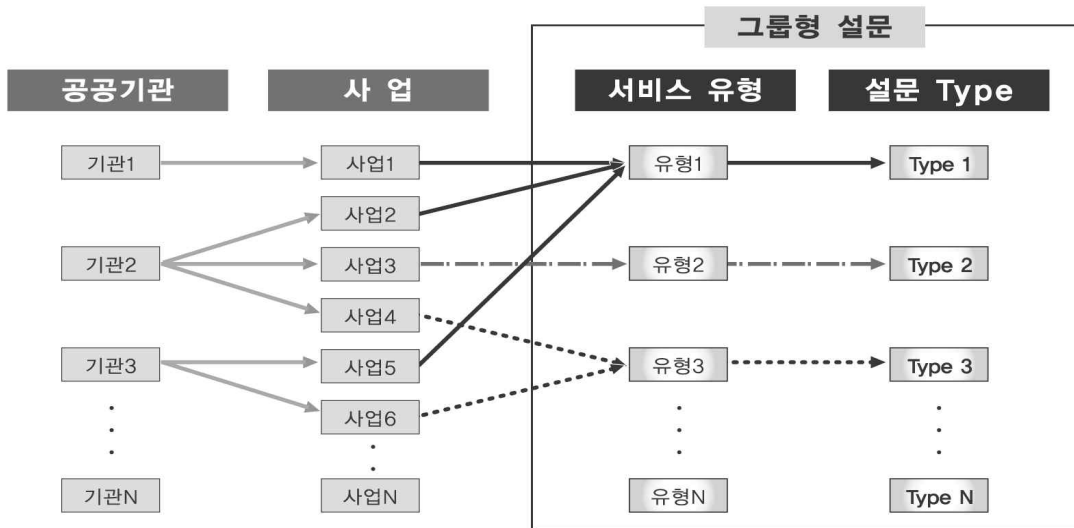 그룹형 설문
공공기관 사 업 서비스 유형 설문 Type
기관1 사업1 유형1 Type 1
사업2
기관2 사업3 유형2 Type 2
사업4
기관3 사업5 유형3 Type 3
사업6
기관N 사업N 유형N Type N